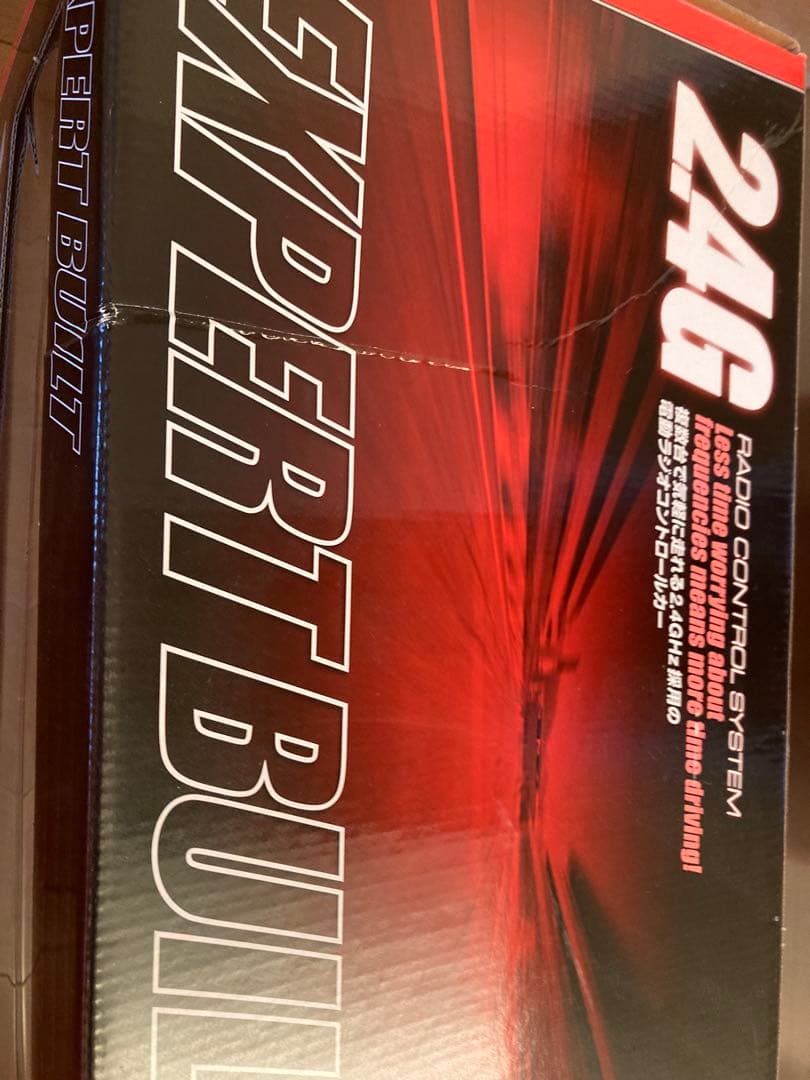 2.4G
RADIO CONTROL SYSTEM
Less time worrying about
frequencies means more time driving!
複数台で気軽に走れる2.4GHz採用の
電動ラジオコントロールカー
EXPERT BUIL
XPERT BUILT